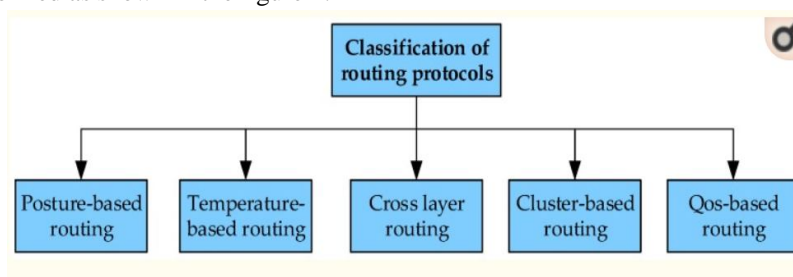 Classification of
routing protocols
Posture-based
routing
Temperature-
based routing
Cross layer
routing
Cluster-based
routing
Qos-based
routing